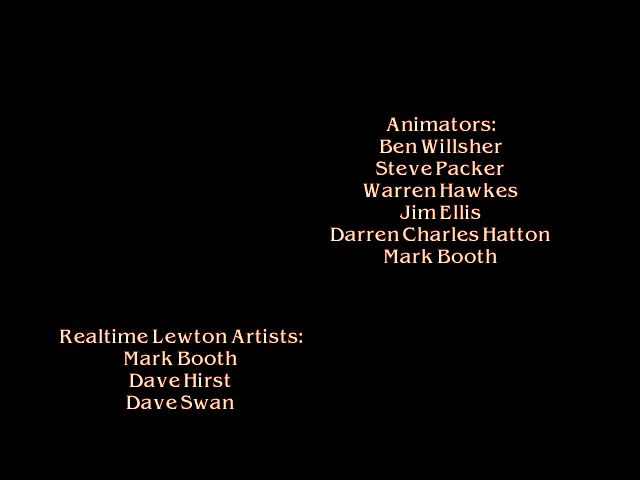 Animators:
Ben Willsher
Steve Packer
Warren Hawkes
Jim Ellis
Darren Charles Hatton
Mark Booth
Realtime Lewton Artists:
Mark Booth
Dave Hirst
Dave Swan